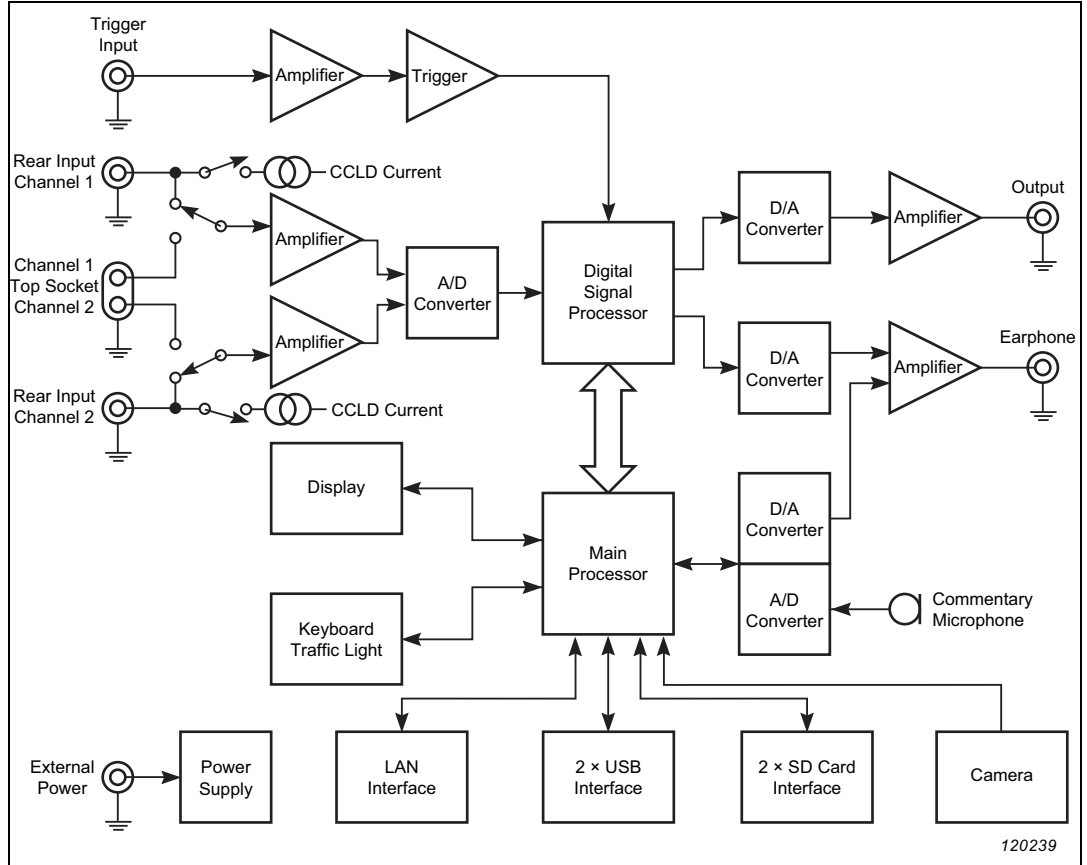 Trigger
Input
Amplifier
Trigger
Rear Input
Channel 1
CCLD Current
Amplifier
Channel 1
Top Socket
Channel 2
Amplifier
A/D
Converter
Digital
Signal
Processor
D/A
Converter
Amplifier
Output
D/A
Converter
Amplifier
Earphone
Rear Input
Channel 2
CCLD Current
Display
Main
Processor
D/A
Converter
A/D
Converter
Commentary
Microphone
Keyboard
Traffic Light
External
Power
Power
Supply
LAN
Interface
2 × USB
Interface
2 × SD Card
Interface
Camera
120239